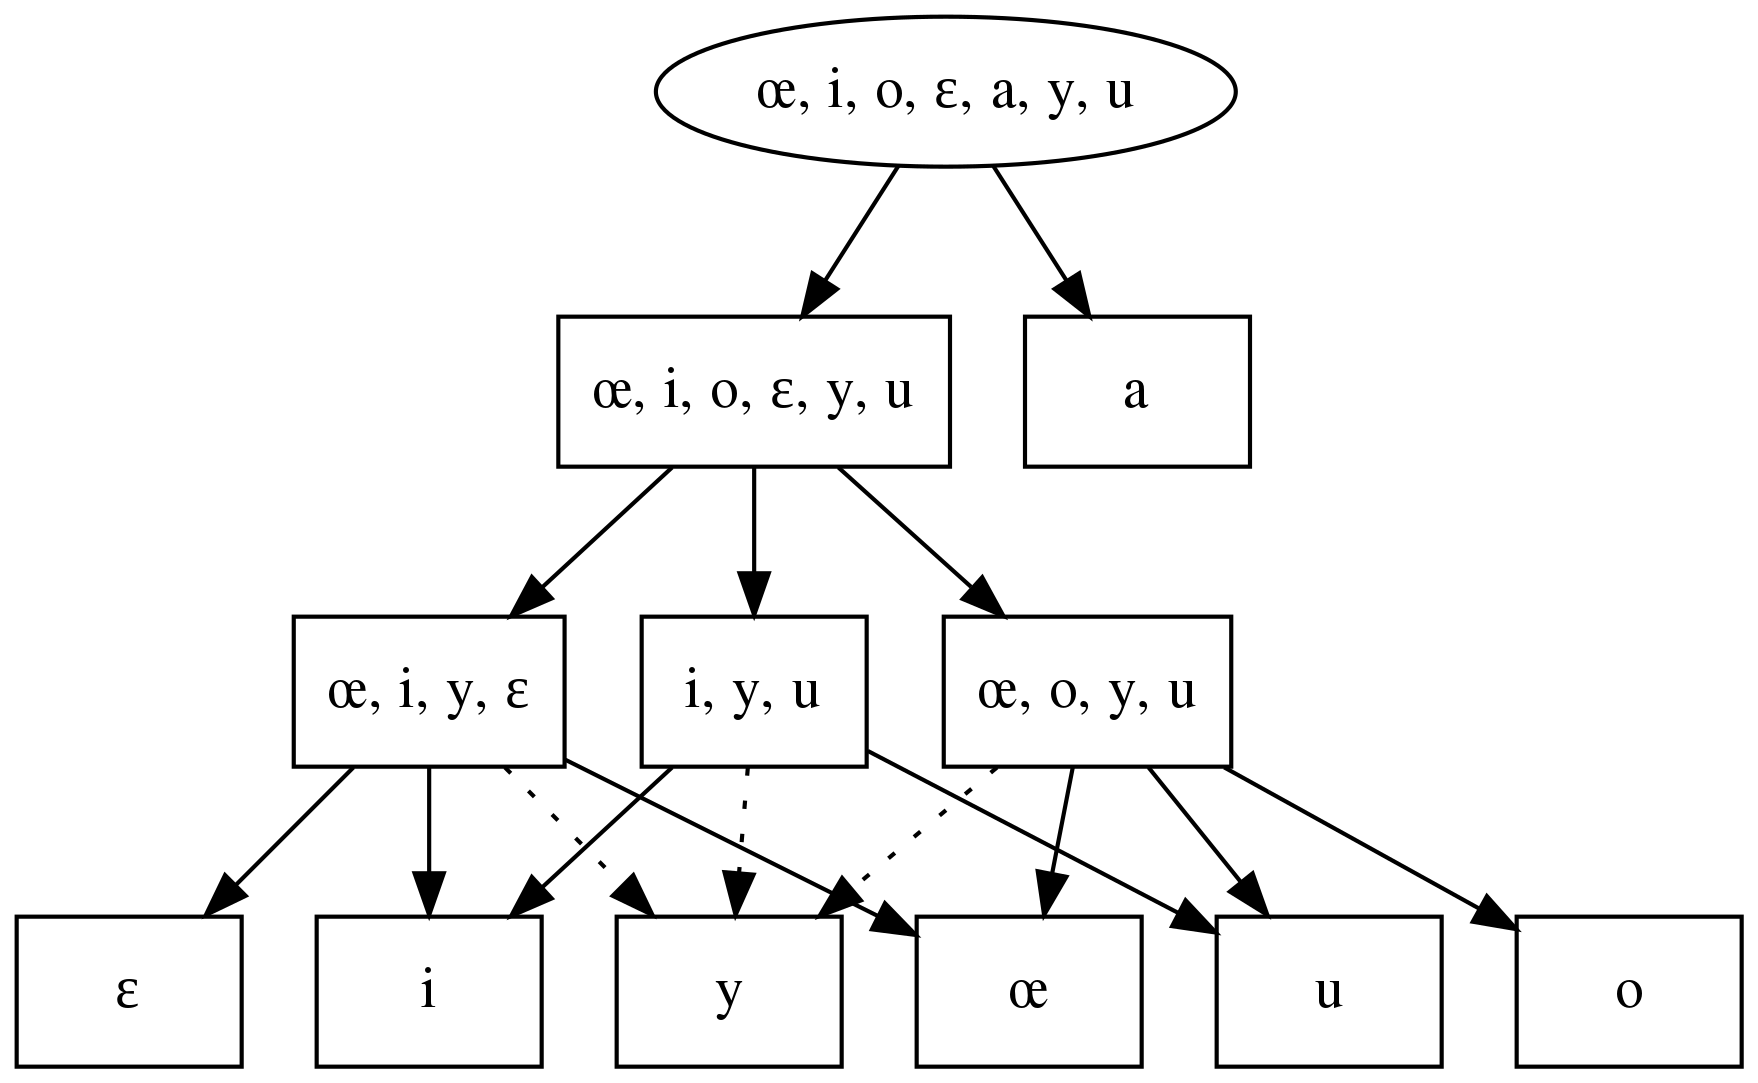 œ, i, o, ɛ, a, y, u
œ, i, o, ɛ, y, u
a
œ, i, y, ɛ
i, y, u
œ, o, y, u
ɛ
i
y
œ
u
o